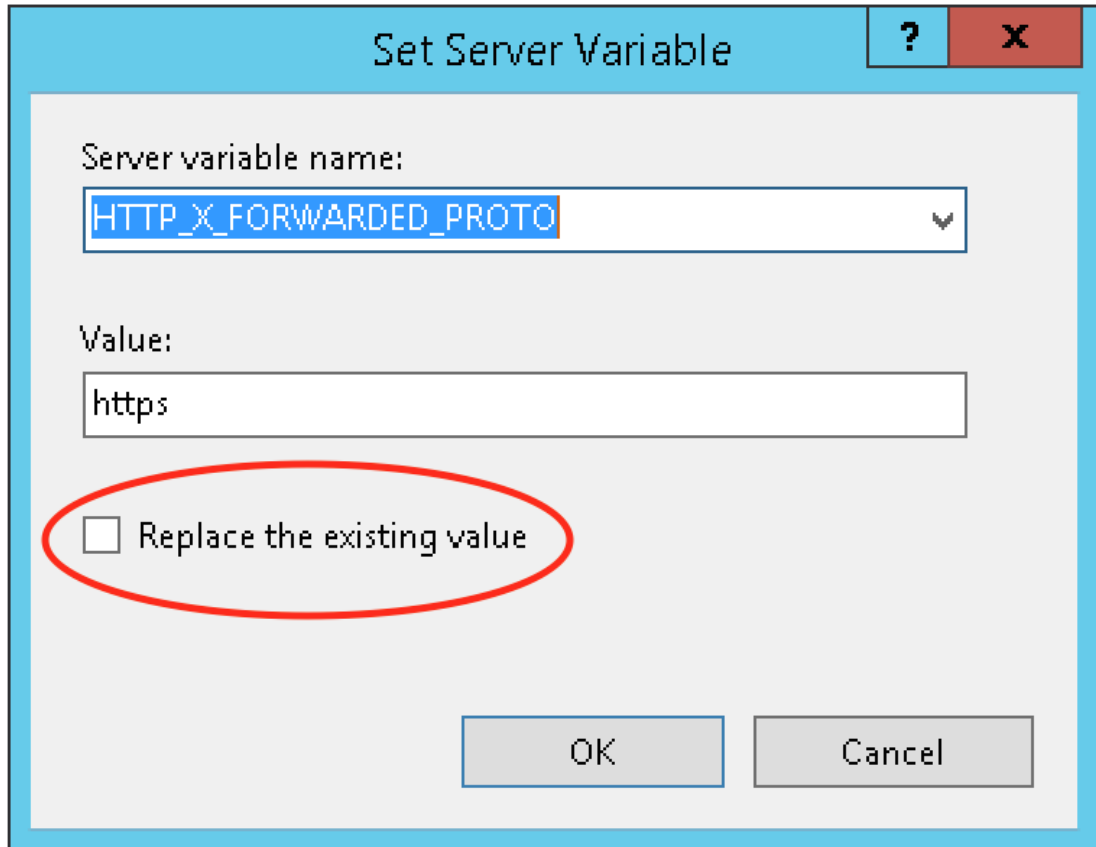 Set Server Variable
? x
Server variable name:
HTTP_X_FORWARDED_PROTO
Value:
https
Replace the existing value
OK Cancel